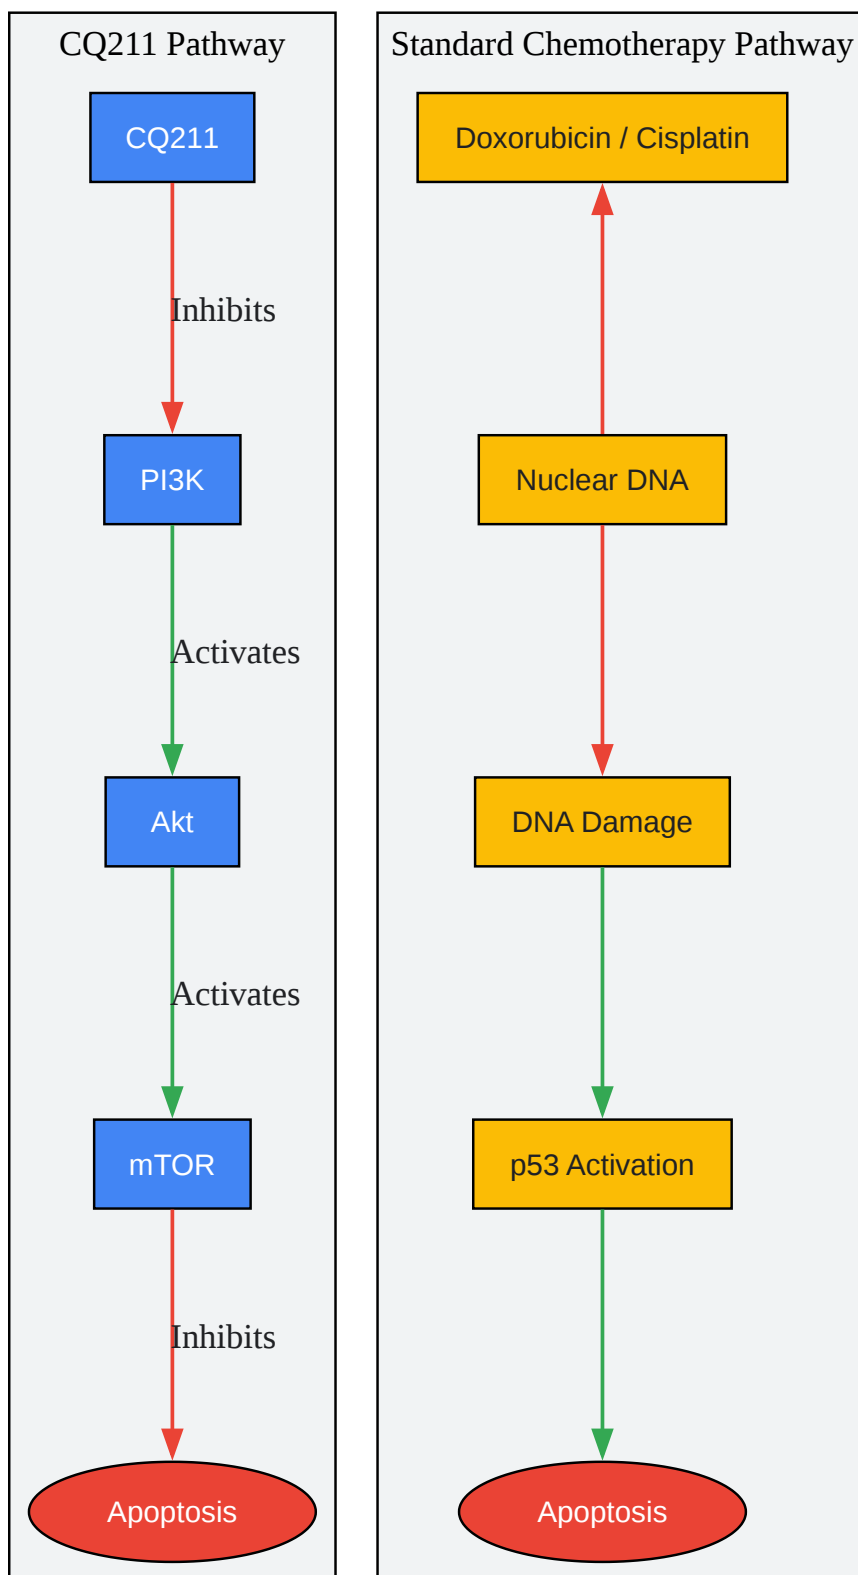 CQ211 Pathway
CQ211
Inhibits
PI3K
Activates
Akt
Activates
mTOR
Inhibits
Apoptosis
Standard Chemotherapy Pathway
Doxorubicin / Cisplatin
Nuclear DNA
DNA Damage
p53 Activation
Apoptosis